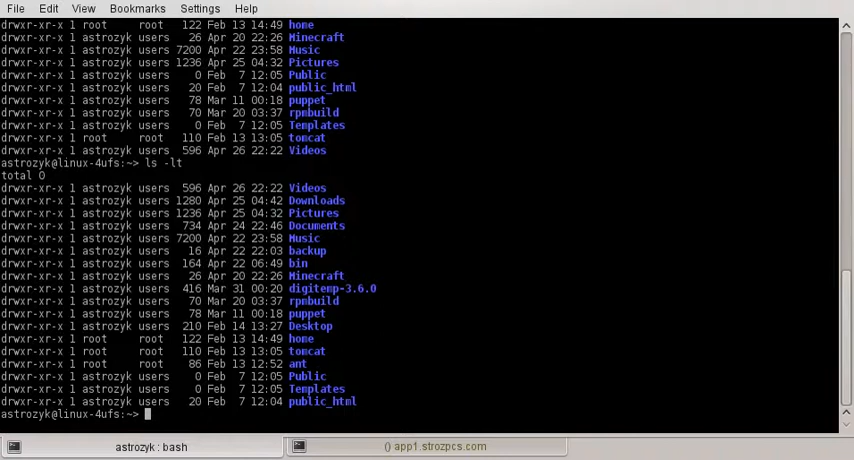 File Edit View Bookmarks Settings Help
drwxr-xr-x 1 root     root   122 Feb 13 14:49 home
drwxr-xr-x 1 astrozyk users   26 Apr 20 22:26 Minecraft
drwxr-xr-x 1 astrozyk users 7200 Apr 22 23:58 Music
drwxr-xr-x 1 astrozyk users 1236 Apr 25 04:32 Pictures
drwxr-xr-x 1 astrozyk users    0 Feb  7 12:05 Public
drwxr-xr-x 1 astrozyk users   20 Feb  7 12:04 public_html
drwxr-xr-x 1 astrozyk users   78 Mar 11 00:18 puppet
drwxr-xr-x 1 astrozyk users   70 Mar 20 03:37 rpmbuild
drwxr-xr-x 1 astrozyk users    0 Feb  7 12:05 Templates
drwxr-xr-x 1 root     root   110 Feb 13 13:05 tomcat
drwxr-xr-x 1 astrozyk users  596 Apr 26 22:22 Videos
astrozyk@linux-4ufs:~> ls -lt
total 0
drwxr-xr-x 1 astrozyk users  596 Apr 26 22:22 Videos
drwxr-xr-x 1 astrozyk users 1280 Apr 25 04:42 Downloads
drwxr-xr-x 1 astrozyk users 1236 Apr 25 04:32 Pictures
drwxr-xr-x 1 astrozyk users  734 Apr 24 22:46 Documents
drwxr-xr-x 1 astrozyk users 7200 Apr 22 23:58 Music
drwxr-xr-x 1 astrozyk users   16 Apr 22 22:03 backup
drwxr-xr-x 1 astrozyk users  164 Apr 22 06:49 bin
drwxr-xr-x 1 astrozyk users   26 Apr 20 22:26 Minecraft
drwxr-xr-x 1 astrozyk users  416 Mar 31 00:20 digitemp-3.6.0
drwxr-xr-x 1 astrozyk users   70 Mar 20 03:37 rpmbuild
drwxr-xr-x 1 astrozyk users   78 Mar 11 00:18 puppet
drwxr-xr-x 1 astrozyk users  210 Feb 14 13:27 Desktop
drwxr-xr-x 1 root     root   122 Feb 13 14:49 home
drwxr-xr-x 1 root     root   110 Feb 13 13:05 tomcat
drwxr-xr-x 1 root     root    86 Feb 13 12:52 ant
drwxr-xr-x 1 astrozyk users    0 Feb  7 12:05 Public
drwxr-xr-x 1 astrozyk users    0 Feb  7 12:05 Templates
drwxr-xr-x 1 astrozyk users   20 Feb  7 12:04 public_html
astrozyk@linux-4ufs:~>
astrozyk : bash
() app1.strozpcs.com